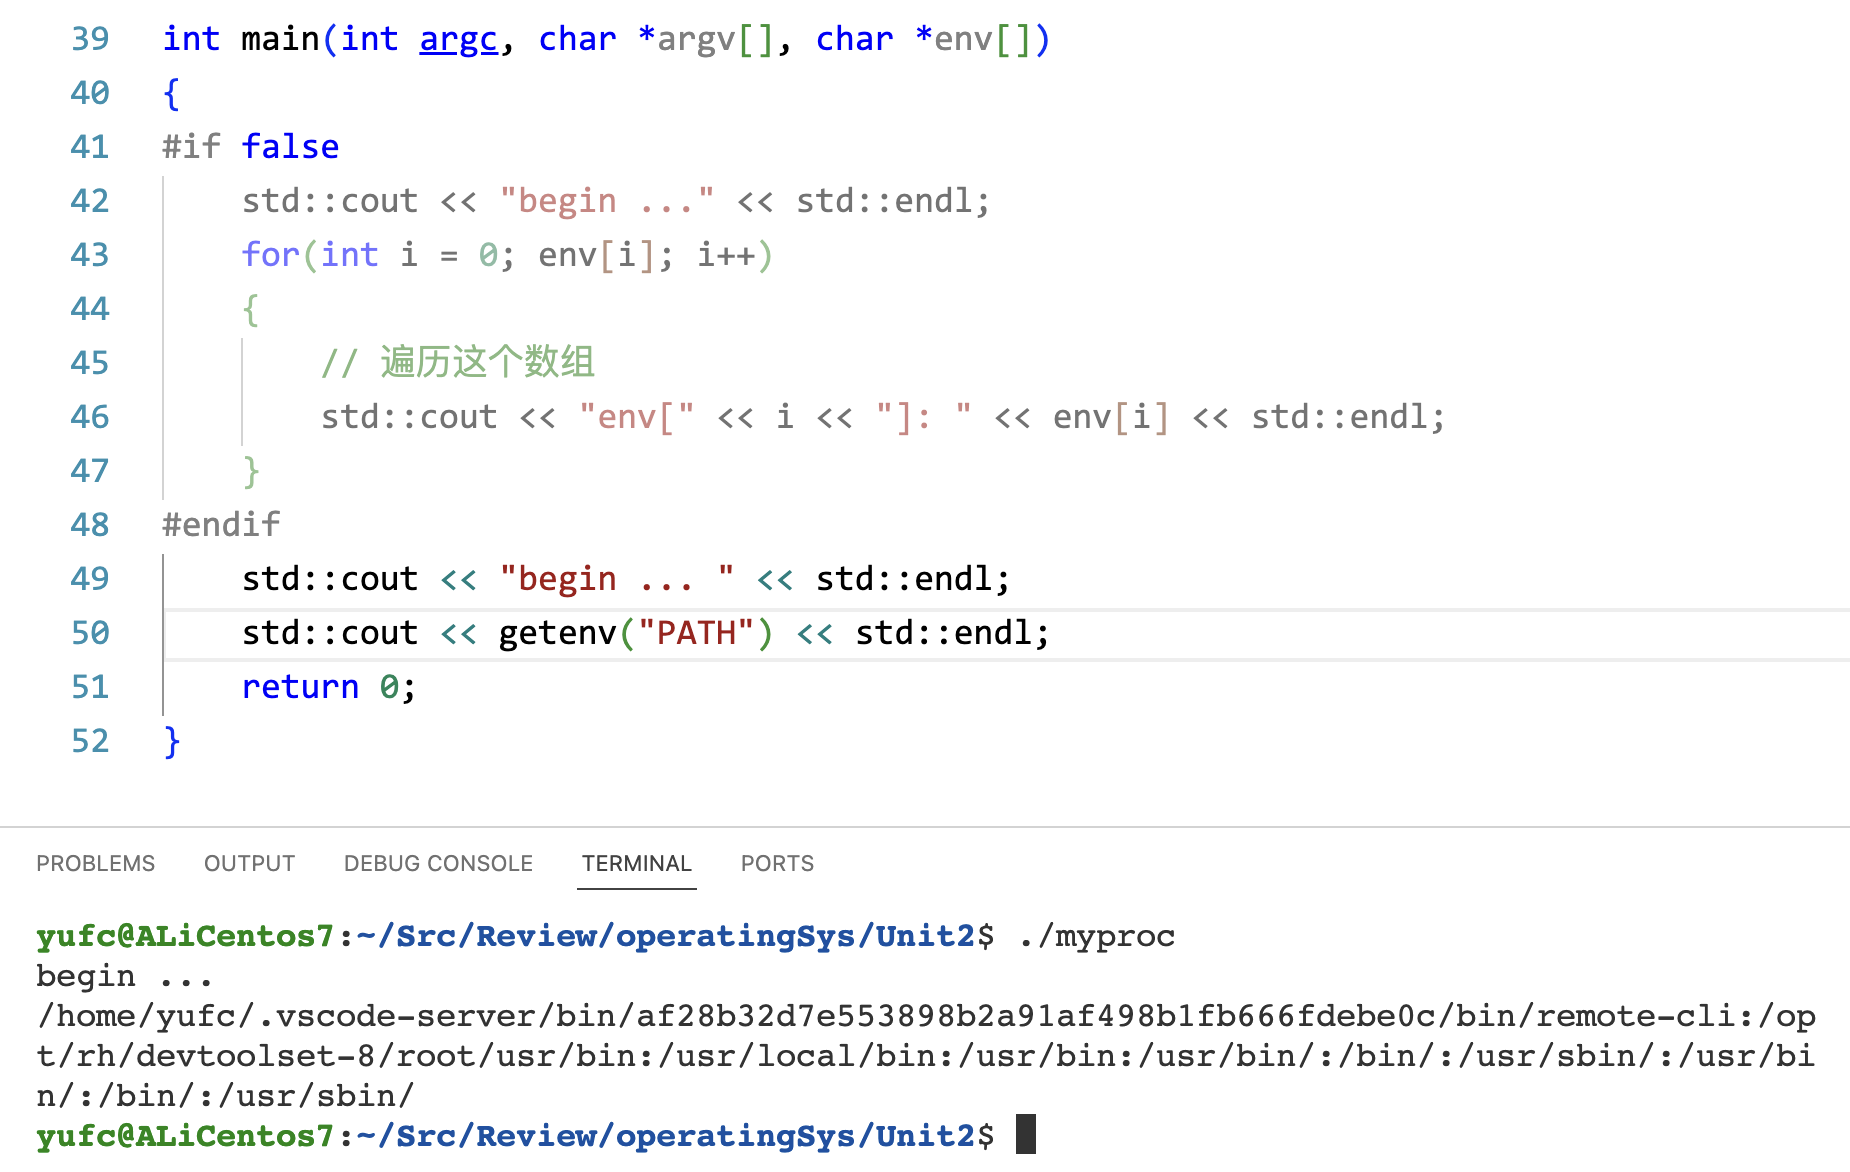 39 int main(int argc, char *argv[], char *env[])
40 {
41 #if false
42 std::cout << "begin ..." << std::endl;
43 for(int i = 0; env[i]; i++)
44 {
45 // 遍历这个数组
46 std::cout << "env[" << i << "]: " << env[i] << std::endl;
47 }
48 #endif
49 std::cout << "begin ... " << std::endl;
50 std::cout << getenv("PATH") << std::endl;
51 return 0;
52 }
PROBLEMS OUTPUT DEBUG CONSOLE TERMINAL PORTS
yufc@ALiCentos7:~/Src/Review/operatingSys/Unit2$ ./myproc
begin ...
/home/yufc/.vscode-server/bin/af28b32d7e553898b2a91af498b1fb666fdebe0c/bin/remote-cli:/op
t/rh/devtoolset-8/root/usr/bin:/usr/local/bin:/usr/bin:/usr/bin/:/bin/:/usr/sbin/:/usr/bi
n/:/bin/:/usr/sbin/
yufc@ALiCentos7:~/Src/Review/operatingSys/Unit2$